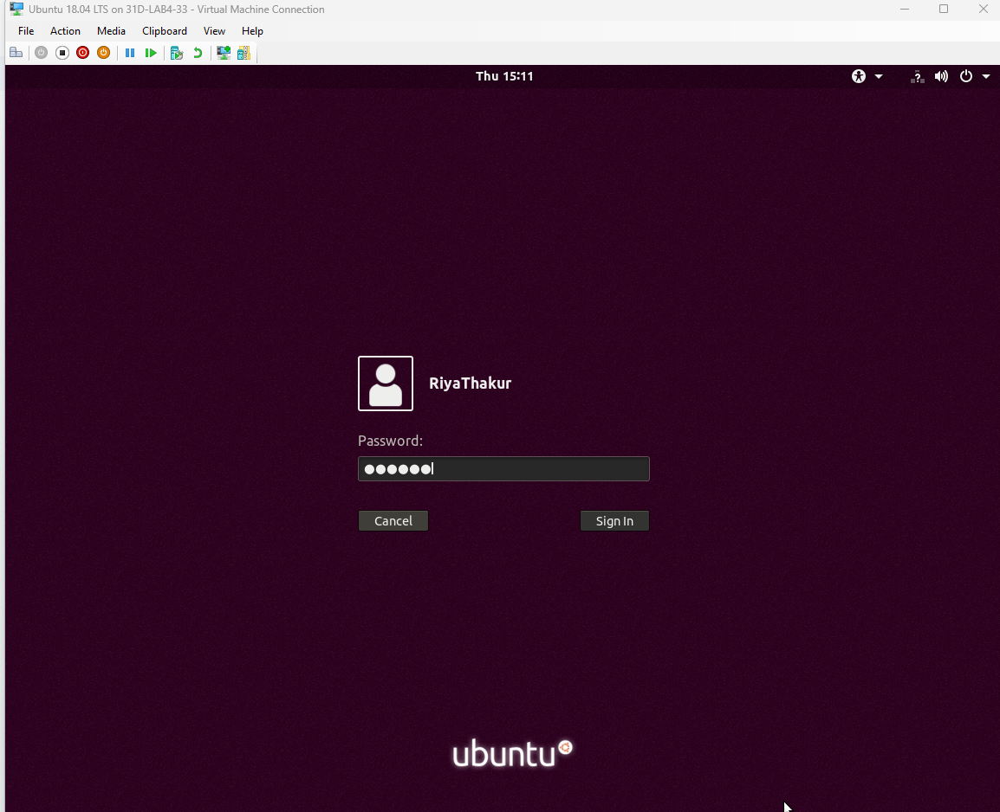 Ubuntu 18.04 LTS on 31D-LAB4-33 - Virtual Machine Connection
File Action Media Clipboard View Help
Thu 15:11
?
RiyaThakur
Password:
●●●●●●
Cancel Sign In
ubuntu